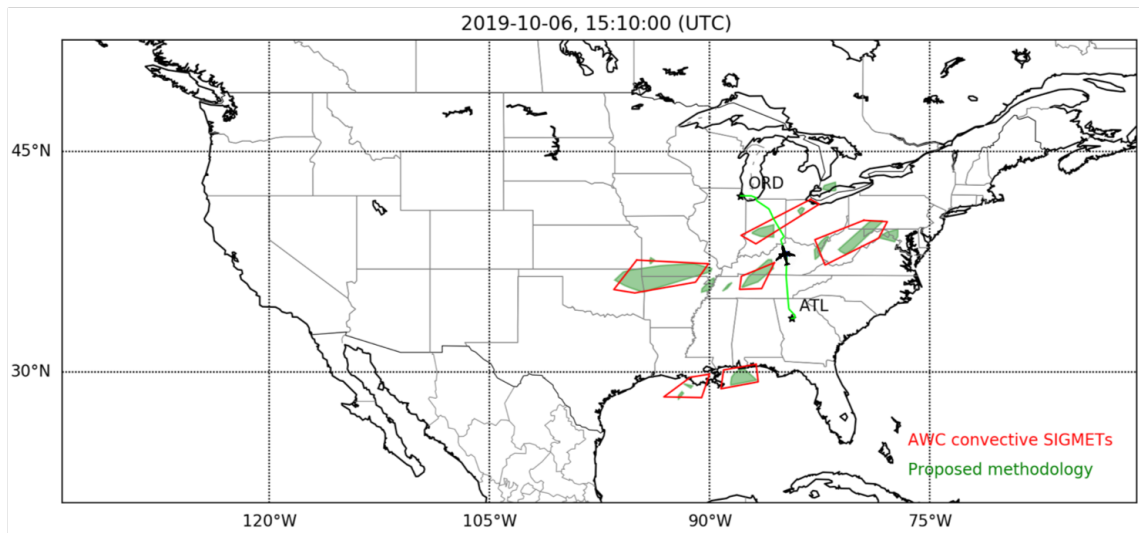 2019-10-06, 15:10:00 (UTC)
45°N
ORD
ATL
30°N
AWC convective SIGMETs
Proposed methodology
120°W 105°W 90°W 75°W